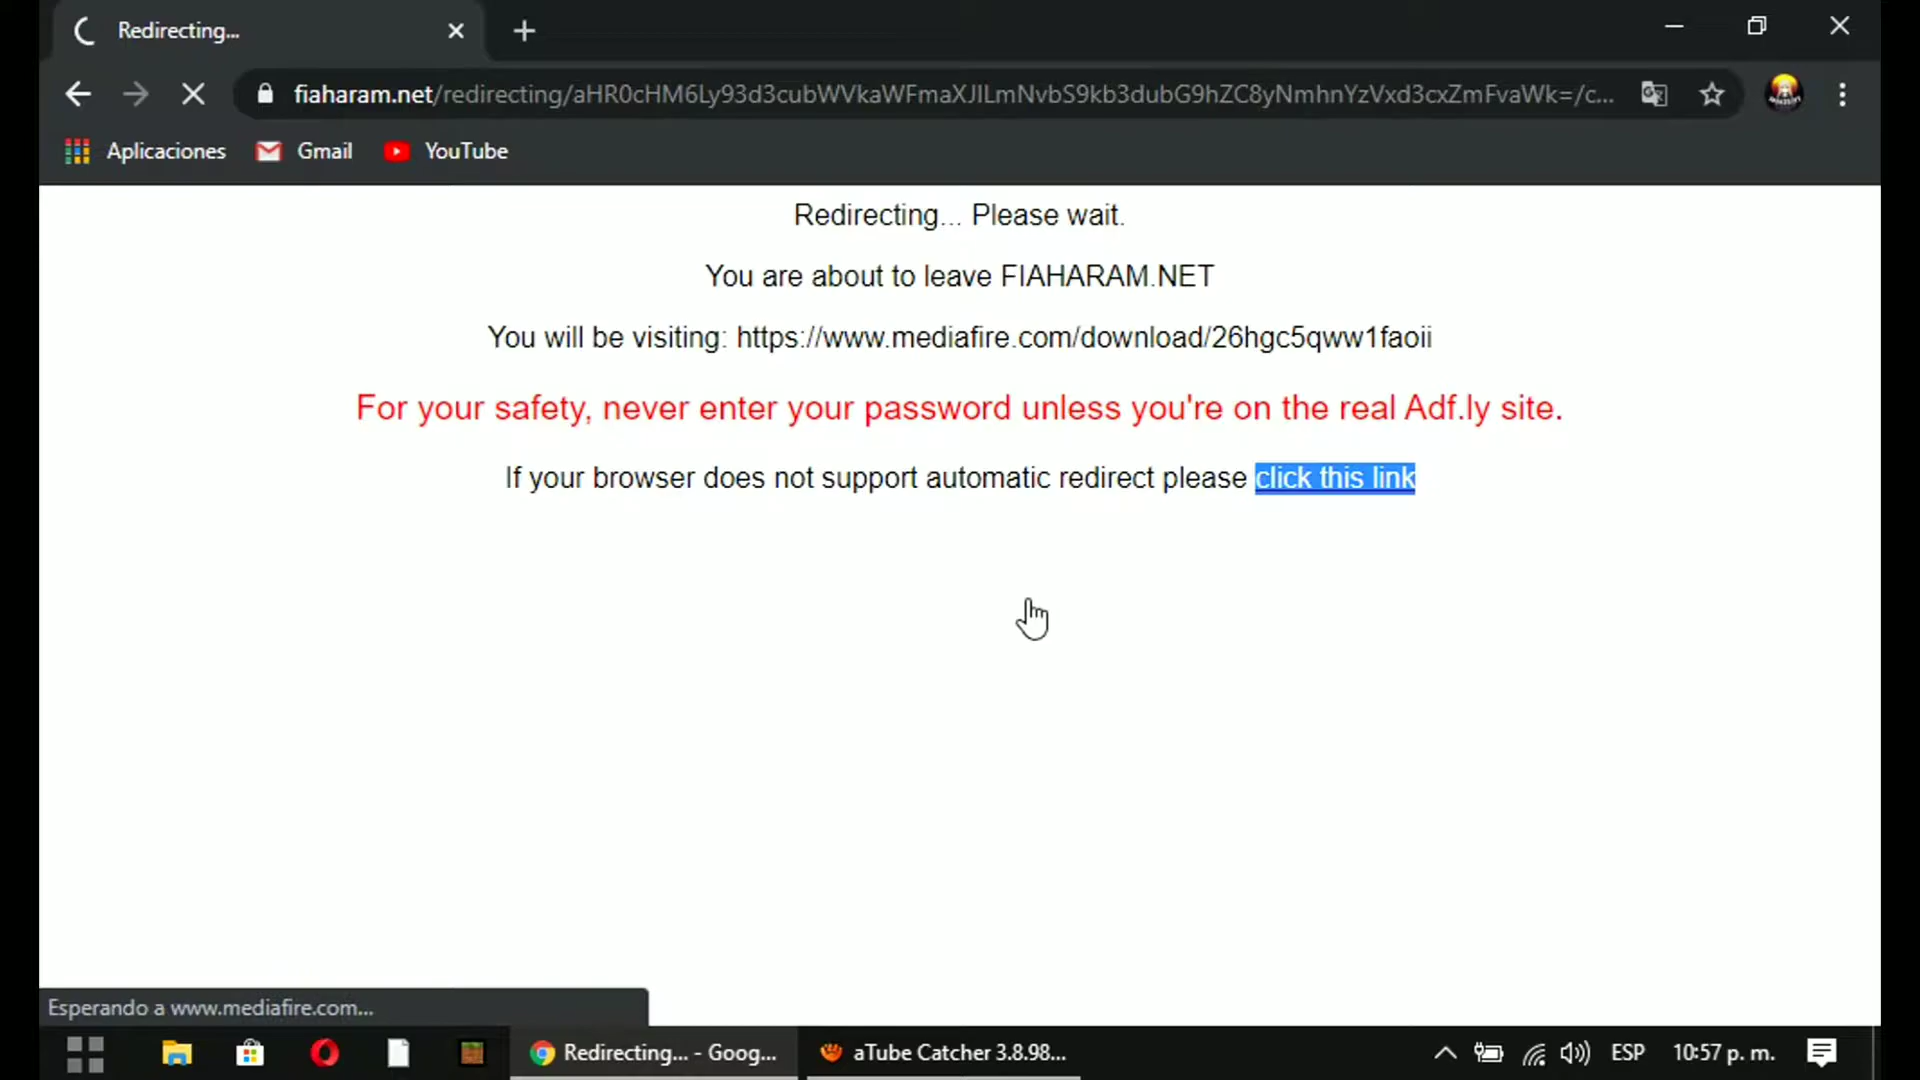 Redirecting...
fiaharam.net/redirecting/aHR0cHM6Ly93d3cubWVkaWFmaXJlLmNvbS9kb3dubG9hZC8yNmhnYzVxd3cxZmFvaWk=/c...
Aplicaciones
Gmail
YouTube
Redirecting... Please wait.
You are about to leave FIAHARAM.NET
You will be visiting: https://www.mediafire.com/download/26hgc5qww1faoii
For your safety, never enter your password unless you're on the real Adf.ly site.
If your browser does not support automatic redirect please click this link
Esperando a www.mediafire.com...
Redirecting... - Goog...
aTube Catcher 3.8.98...
ESP
10:57 p. m.